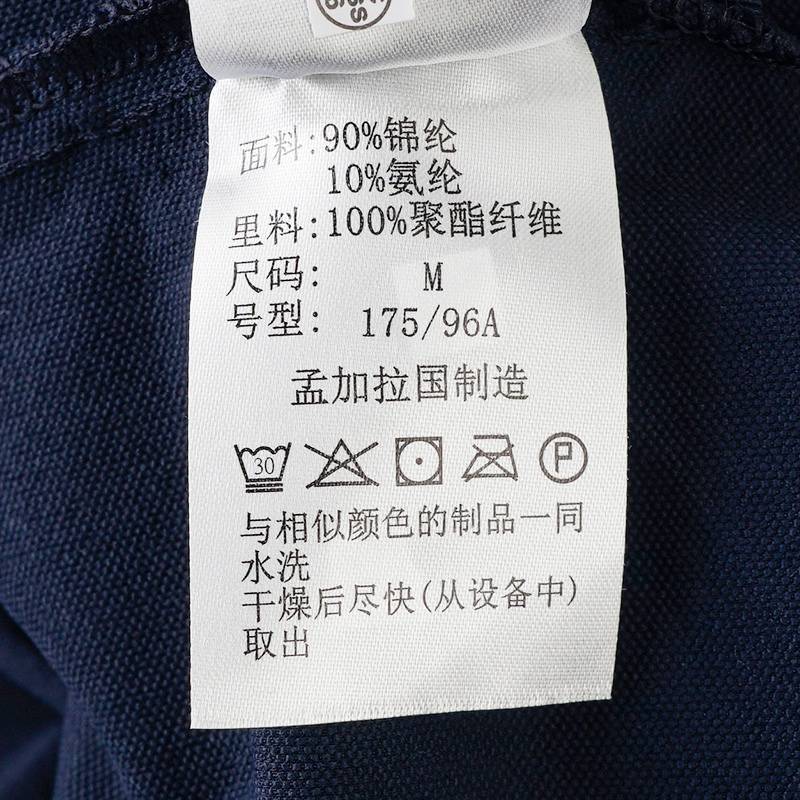 面料:90%锦纶
10%氨纶
里料:100%聚酯纤维
尺码: M
号型: 175/96A
孟加拉国制造
30 P
与相似颜色的制品一同
水洗
干燥后尽快(从设备中)
取出